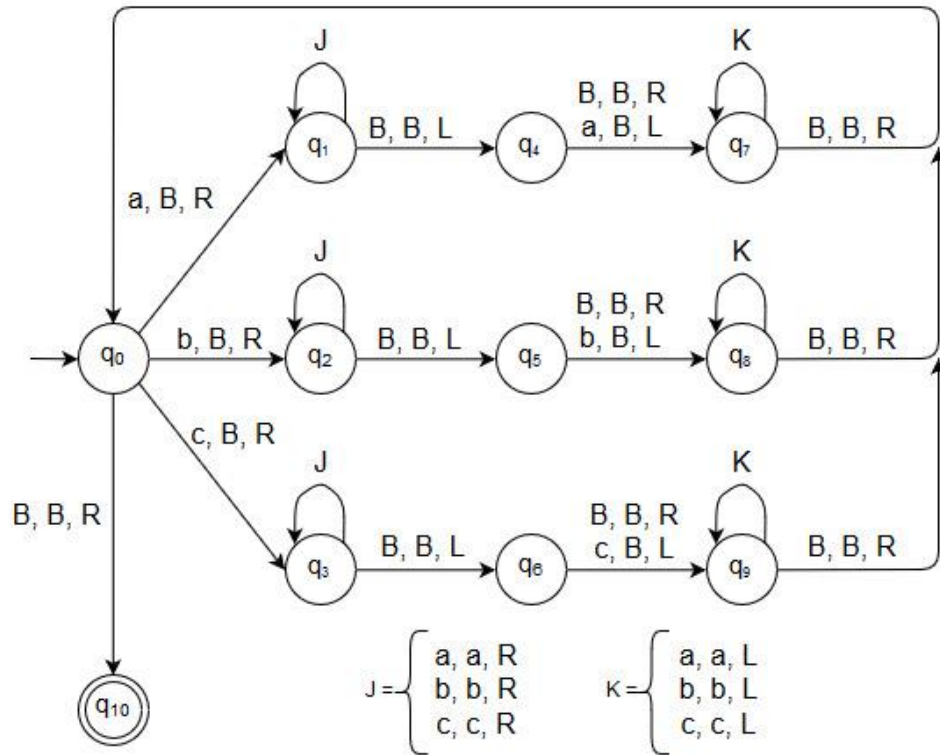 J
K
B, B, R
q₁
B, B, L
q₄
a, B, L
q₇
B, B, R
a, B, R
J
K
B, B, R
q₀
b, B, R
q₂
B, B, L
q₅
b, B, L
q₈
B, B, R
c, B, R
J
K
B, B, R
B, B, R
q₃
B, B, L
q₆
c, B, L
q₉
B, B, R
J =
a, a, R
b, b, R
c, c, R
K =
a, a, L
b, b, L
c, c, L
q₁₀